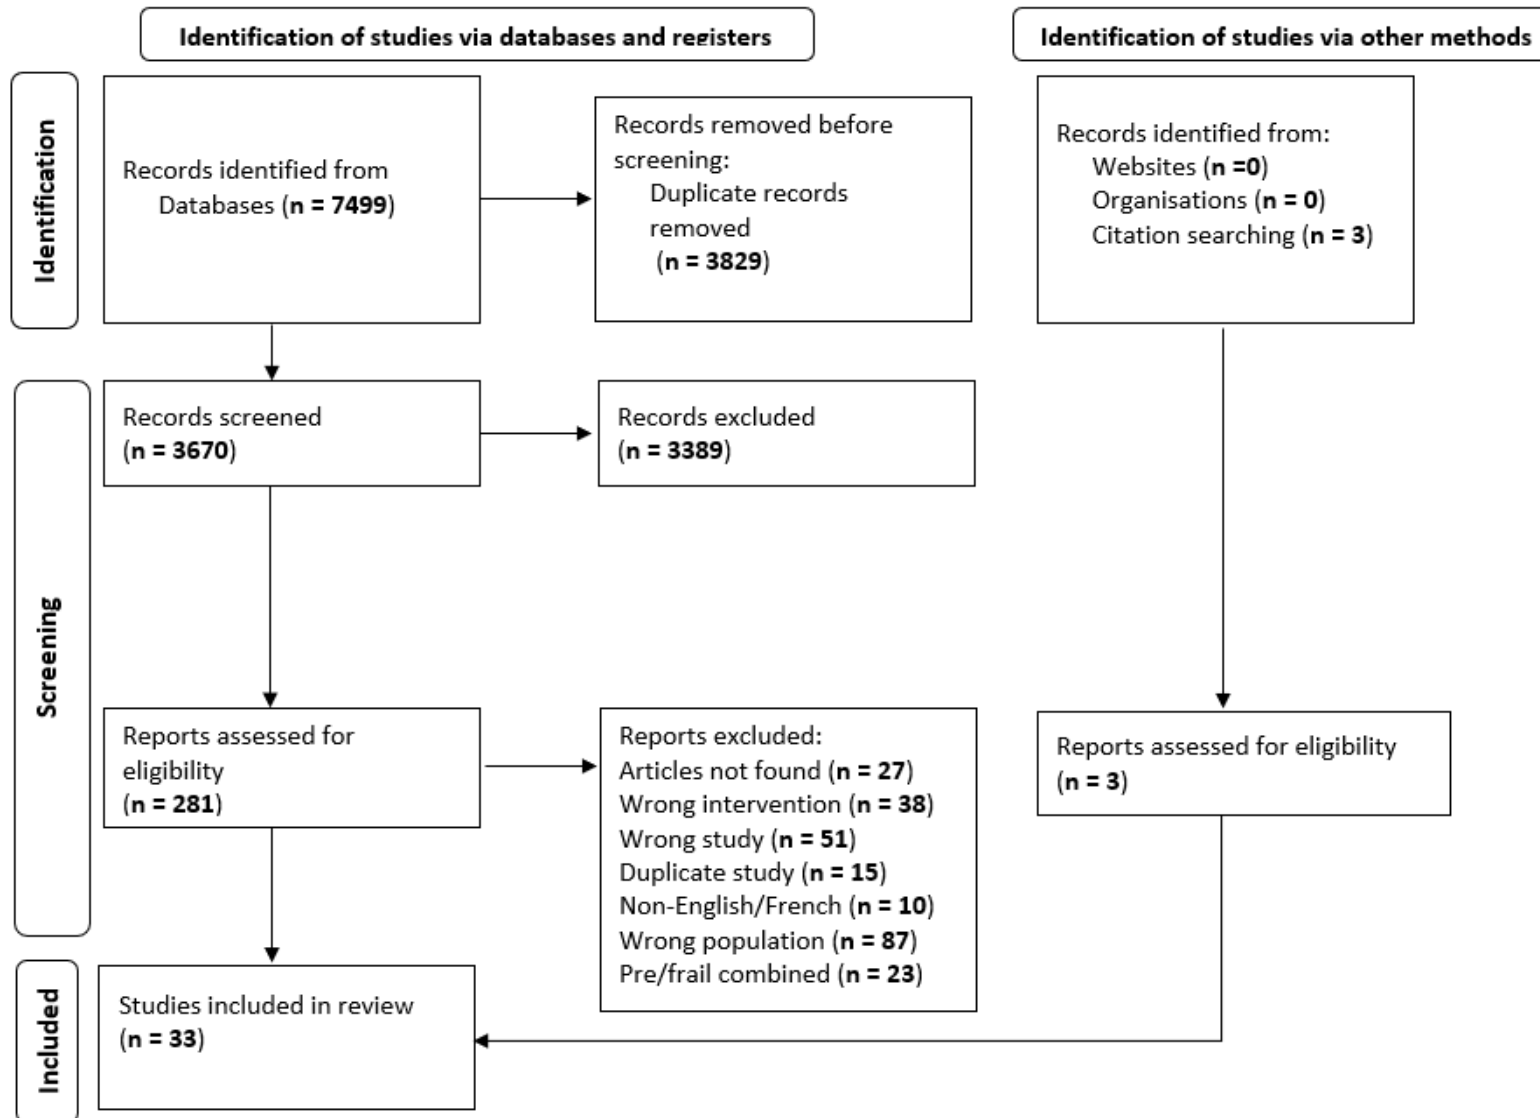 Identification of studies via databases and registers
Identification of studies via other methods
Identification
Records identified from
Databases (n = 7499)
Records removed before
screening:
Duplicate records
removed
(n = 3829)
Records identified from:
Websites (n =0)
Organisations (n = 0)
Citation searching (n = 3)
Screening
Records screened
(n = 3670)
Records excluded
(n = 3389)
Reports assessed for
eligibility
(n = 281)
Reports excluded:
Articles not found (n = 27)
Wrong intervention (n = 38)
Wrong study (n = 51)
Duplicate study (n = 15)
Non-English/French (n = 10)
Wrong population (n = 87)
Pre/frail combined (n = 23)
Reports assessed for eligibility
(n = 3)
Included
Studies included in review
(n = 33)